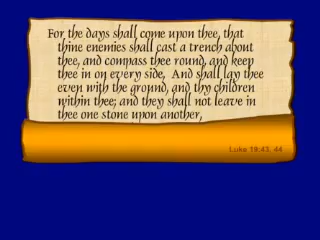 For the days shall come upon thee, that
thine enemies shall cast a trench about
thee, and compass thee round, and keep
thee in on every side,  And shall lay thee
even with the ground, and thy children
within thee; and they shall not leave in
thee one stone upon another,
Luke 19:43, 44